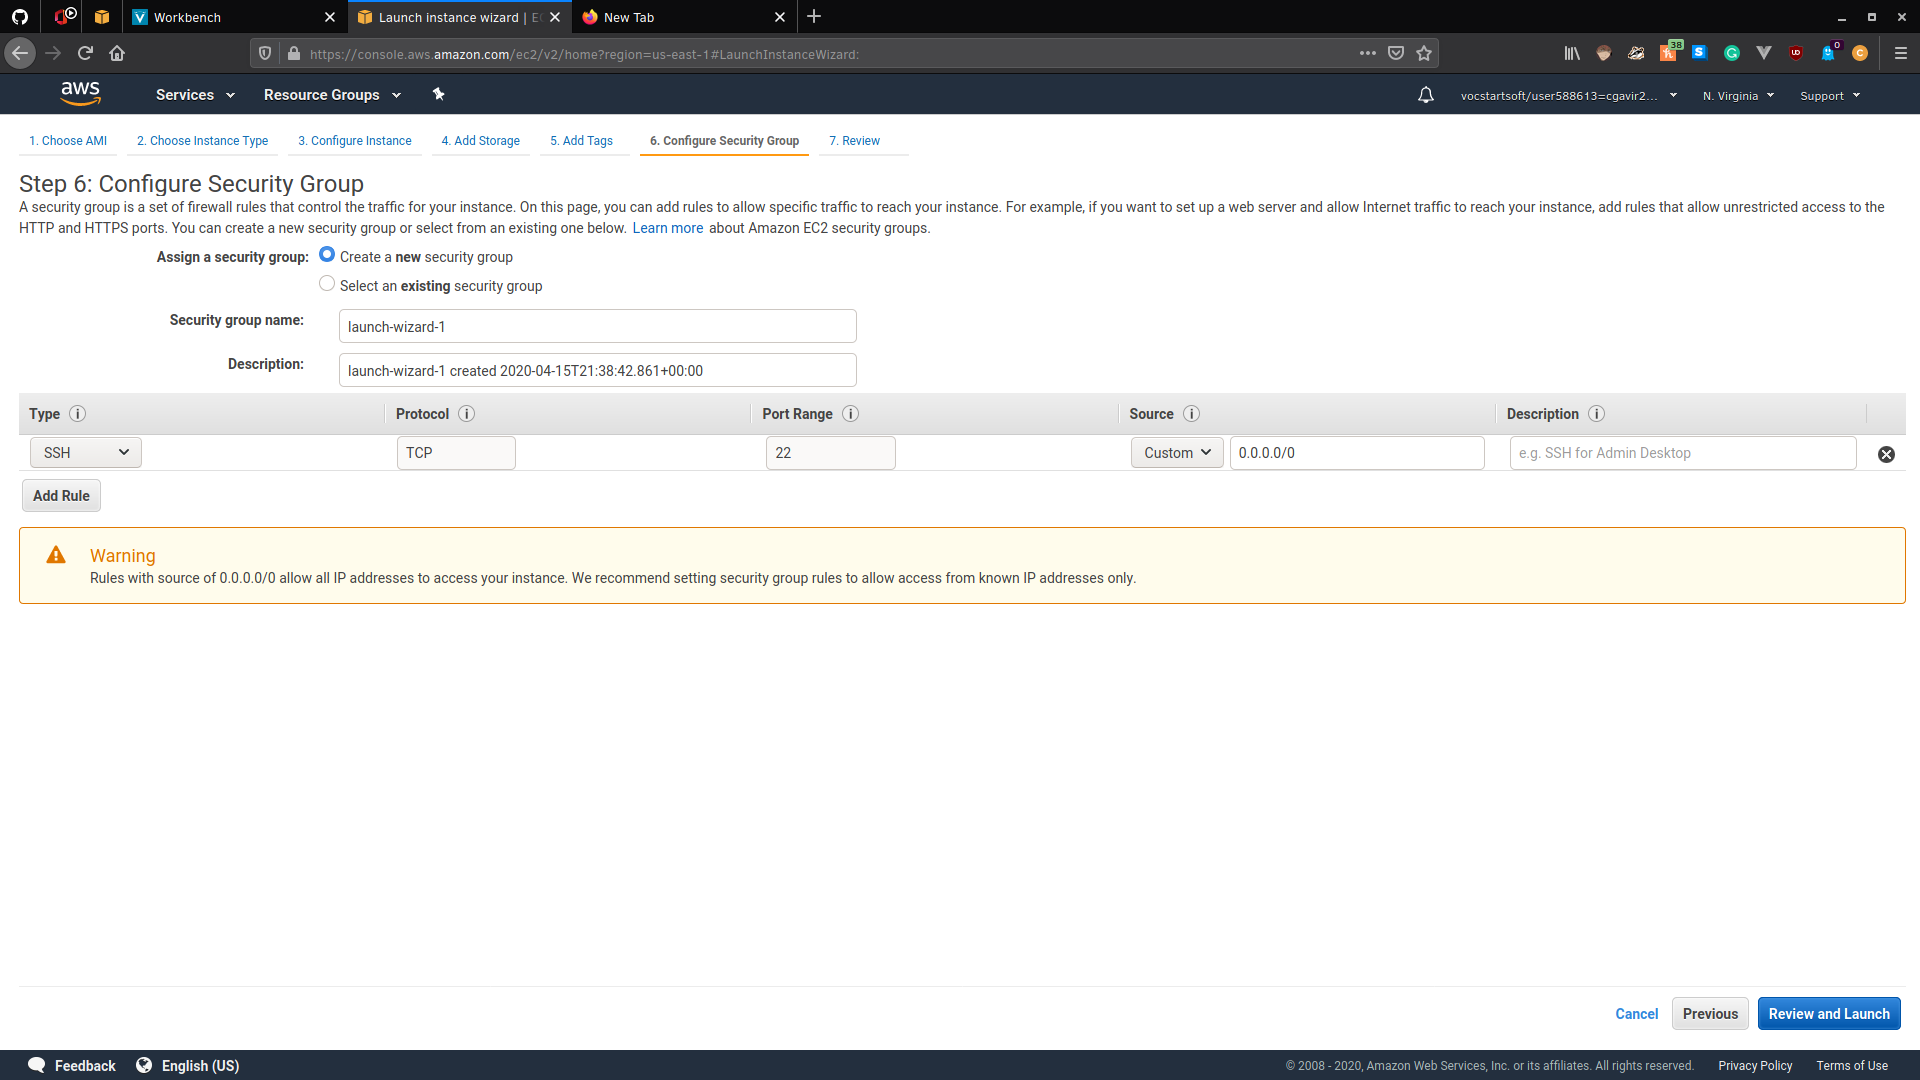 Workbench
Launch instance wizard | EC
New Tab
https://console.aws.amazon.com/ec2/v2/home?region=us-east-1#LaunchInstanceWizard:
38
0
aws
Services
Resource Groups
vocstartsoft/user588613=cgavir2...
N. Virginia
Support
1. Choose AMI
2. Choose Instance Type
3. Configure Instance
4. Add Storage
5. Add Tags
6. Configure Security Group
7. Review
Step 6: Configure Security Group
A security group is a set of firewall rules that control the traffic for your instance. On this page, you can add rules to allow specific traffic to reach your instance. For example, if you want to set up a web server and allow Internet traffic to reach your instance, add rules that allow unrestricted access to the
HTTP and HTTPS ports. You can create a new security group or select from an existing one below. Learn more about Amazon EC2 security groups.
Assign a security group: Create a new security group
Select an existing security group
Security group name: launch-wizard-1
Description: launch-wizard-1 created 2020-04-15T21:38:42.861+00:00
Type i Protocol i Port Range i Source i Description i
SSH TCP 22 Custom 0.0.0.0/0 e.g. SSH for Admin Desktop
Add Rule
Warning
Rules with source of 0.0.0.0/0 allow all IP addresses to access your instance. We recommend setting security group rules to allow access from known IP addresses only.
Cancel Previous Review and Launch
Feedback English (US) © 2008 - 2020, Amazon Web Services, Inc. or its affiliates. All rights reserved. Privacy Policy Terms of Use